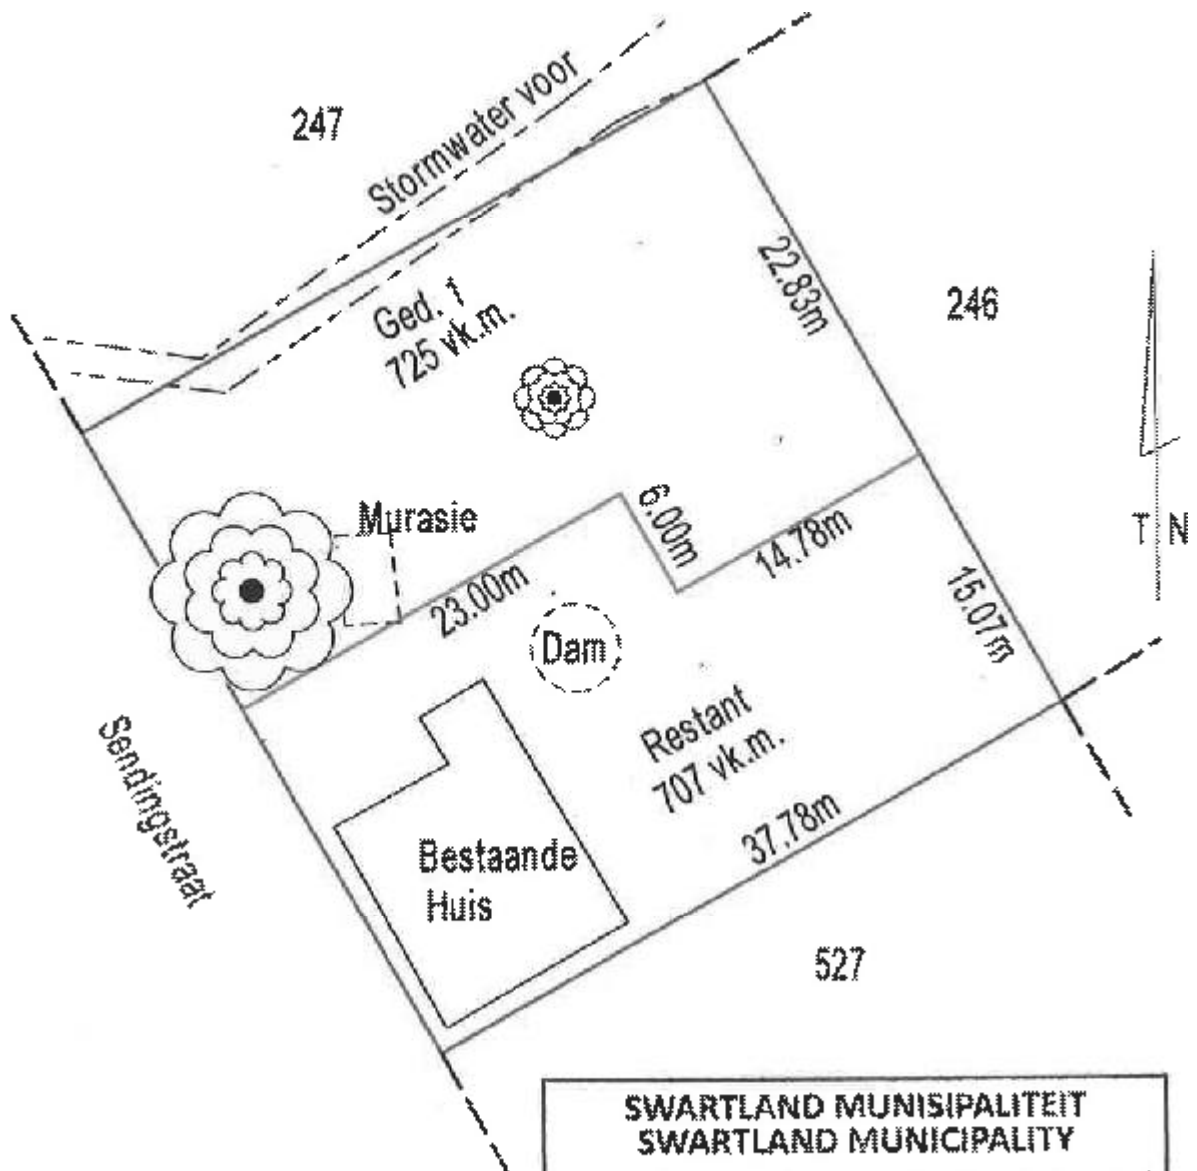 247
Stormwater voor
Ged. 1
725 vk.m.
22.83m
246
Murasie
6.00m
14.78m
T N
23.00m
Dam
15.07m
Sendingstraat
Restant
707 vk.m.
37.78m
Bestaande
Huis
527
SWARTLAND MUNISIPALITEIT
SWARTLAND MUNICIPALITY